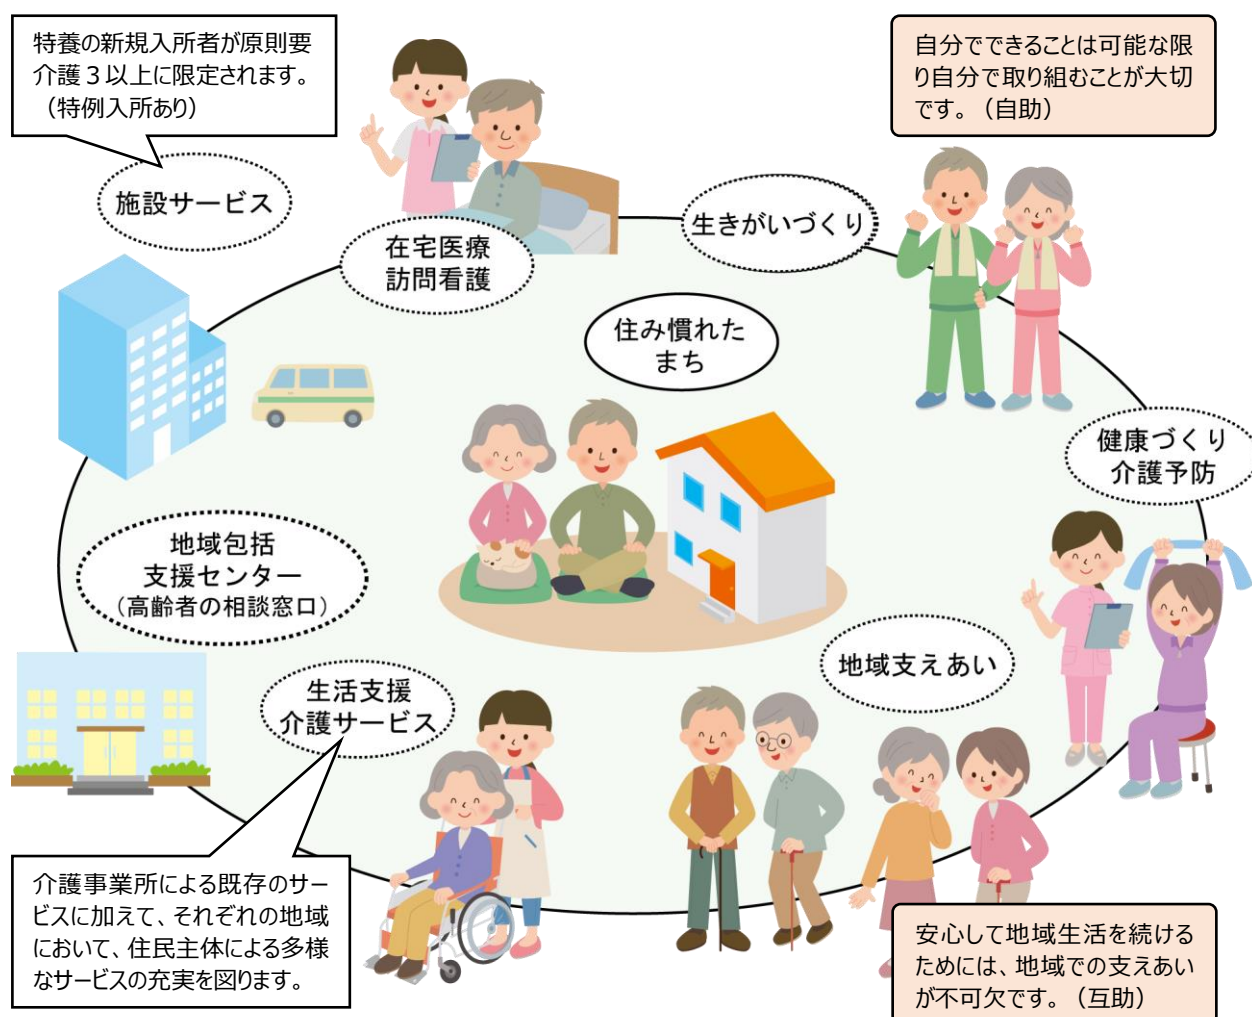 特養の新規入所者が原則要
介護３以上に限定されます。
（特例入所あり）
自分でできることは可能な限
り自分で取り組むことが大切
です。（自助）
施設サービス
在宅医療
訪問看護
生きがいづくり
住み慣れた
まち
健康づくり
介護予防
地域包括
支援センター
（高齢者の相談窓口）
地域支えあい
生活支援
介護サービス
介護事業所による既存のサー
ビスに加えて、それぞれの地域
において、住民主体による多様
なサービスの充実を図ります。
安心して地域生活を続ける
ためには、地域での支えあい
が不可欠です。（互助）